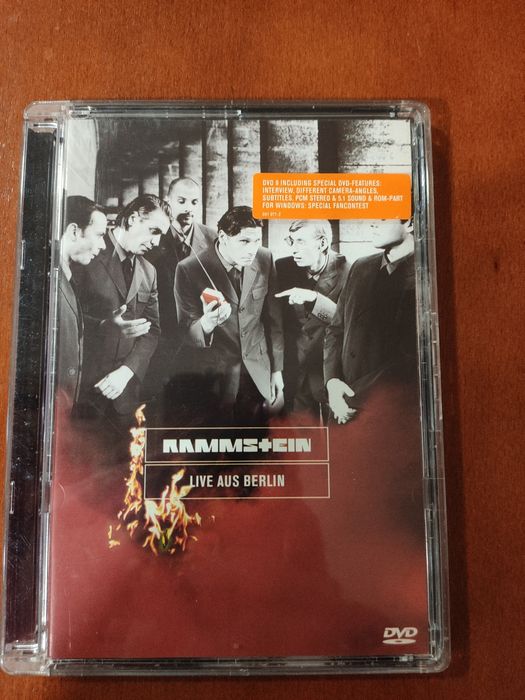 DVD 9 INCLUDING SPECIAL DVD-FEATURES:
INTERVIEW, DIFFERENT CAMERA-ANGLES,
SUBTITLES, PCM STEREO & 5.1 SOUND & ROM-PART
FOR WINDOWS: SPECIAL FANCONTEST
RAMMSTEIN
LIVE AUS BERLIN
DVD